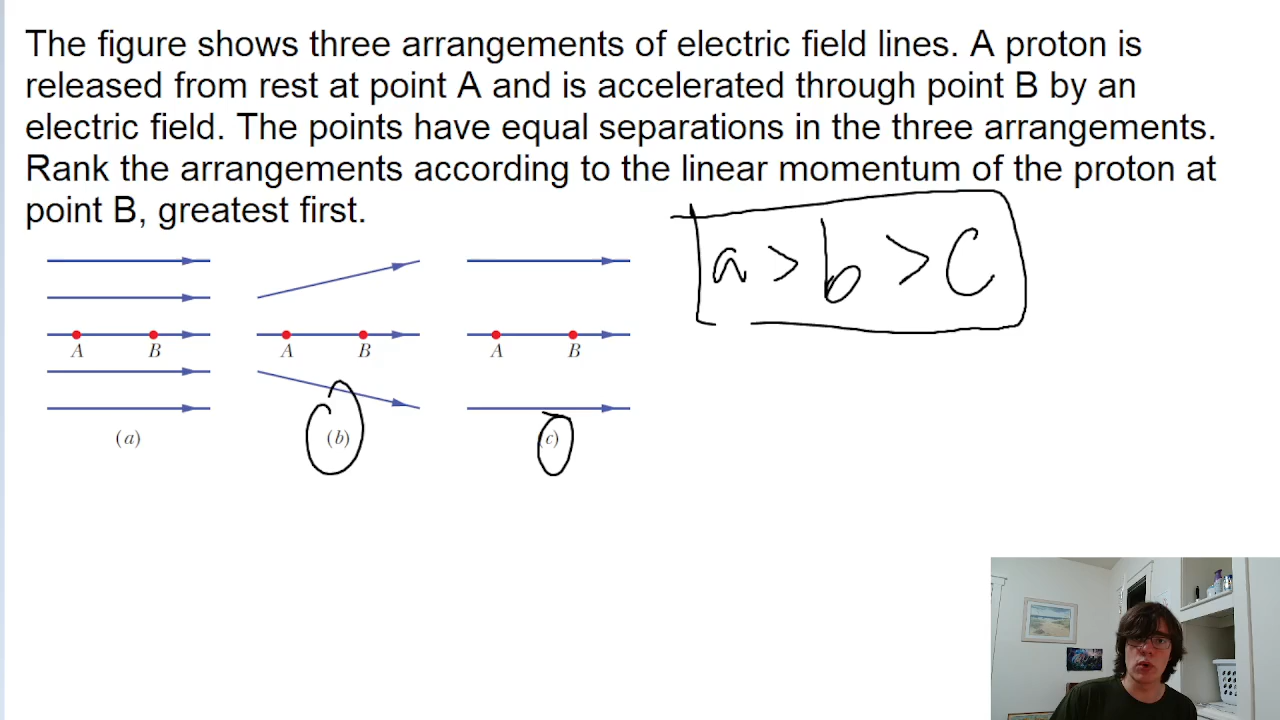 The figure shows three arrangements of electric field lines. A proton is
released from rest at point A and is accelerated through point B by an
electric field. The points have equal separations in the three arrangements.
Rank the arrangements according to the linear momentum of the proton at
point B, greatest first.
a > b > c
A B A B A B
(a) (b) (c)